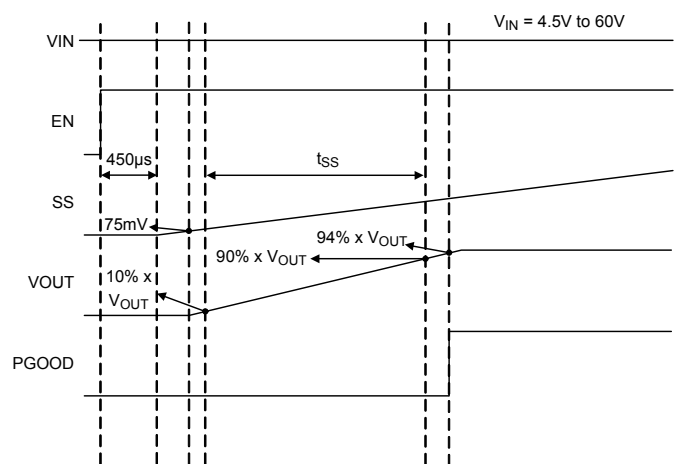 V_IN = 4.5V to 60V
VIN
EN
450µs
t_SS
SS
75mV
94% x V_OUT
90% x V_OUT
10% x
V_OUT
VOUT
PGOOD